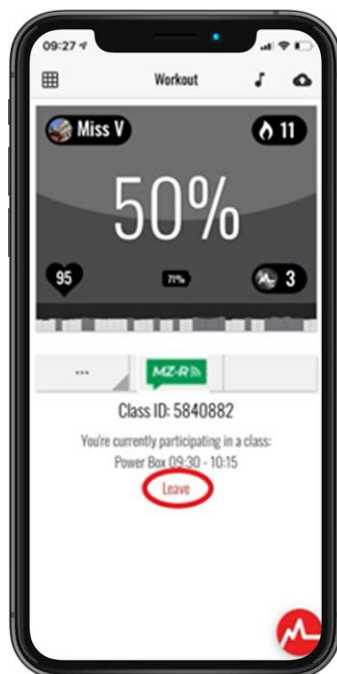 09:27
Workout
Miss V
11
50%
95
71%
3
...
MZ-R
Class ID: 5840882
You're currently participating in a class:
Power Box 09:30 - 10:15
Leave